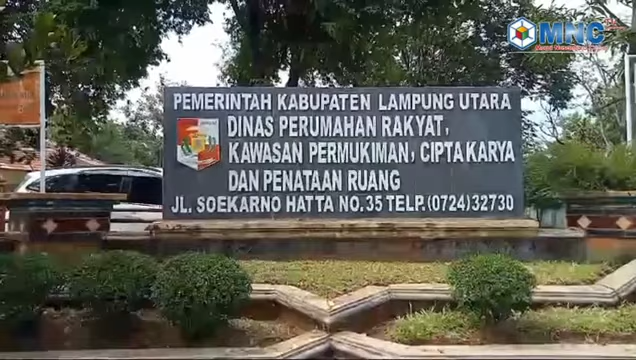 MNC
PEMERINTAH KABUPATEN LAMPUNG UTARA
DINAS PERUMAHAN RAKYAT,
KAWASAN PERMUKIMAN, CIPTA KARYA
DAN PENATAAN RUANG
JL. SOEKARNO HATTA NO. 35 TELP. (0724) 32730